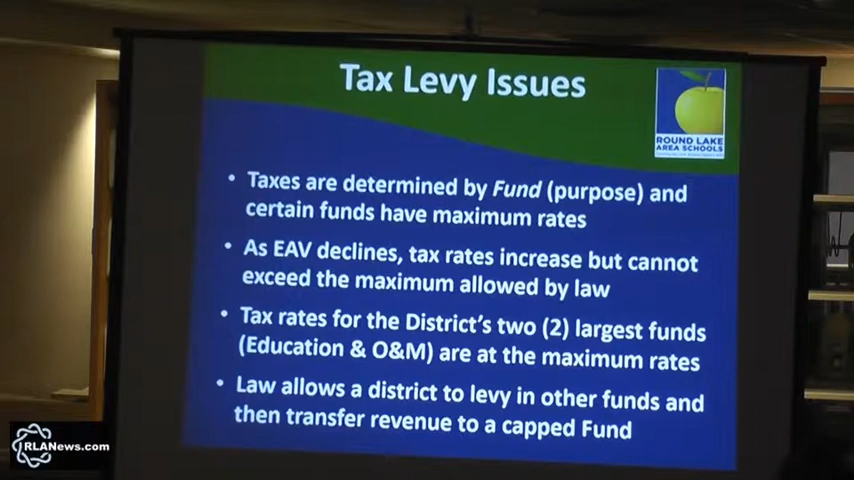 Tax Levy Issues
ROUND LAKE
AREA SCHOOLS
• Taxes are determined by Fund (purpose) and
certain funds have maximum rates
• As EAV declines, tax rates increase but cannot
exceed the maximum allowed by law
• Tax rates for the District's two (2) largest funds
(Education & O&M) are at the maximum rates
• Law allows a district to levy in other funds and
then transfer revenue to a capped Fund
RLANews.com